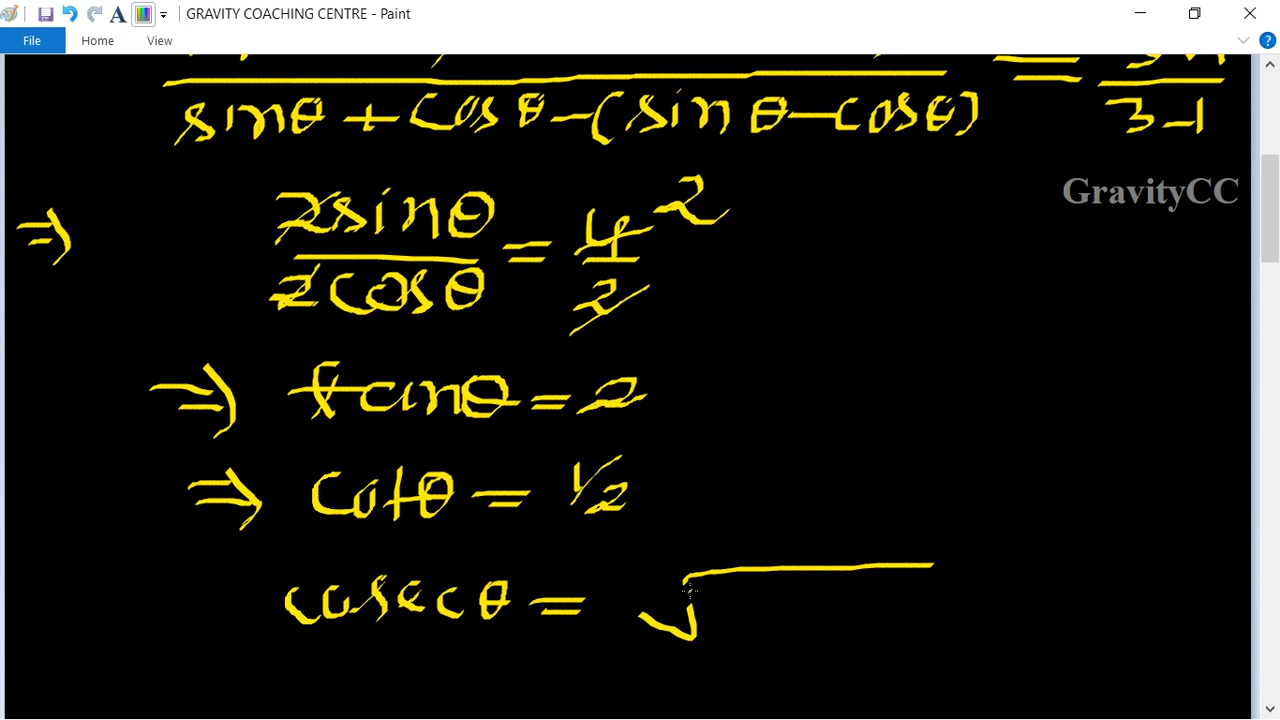 GRAVITY COACHING CENTRE - Paint
File Home View
sinθ + cosθ - (sinθ - cosθ) = 3-1
GravityCC
⇒ 2sinθ/2cosθ = 4/2 2
⇒ tanθ = 2
⇒ cotθ = 1/2
cosecθ = √